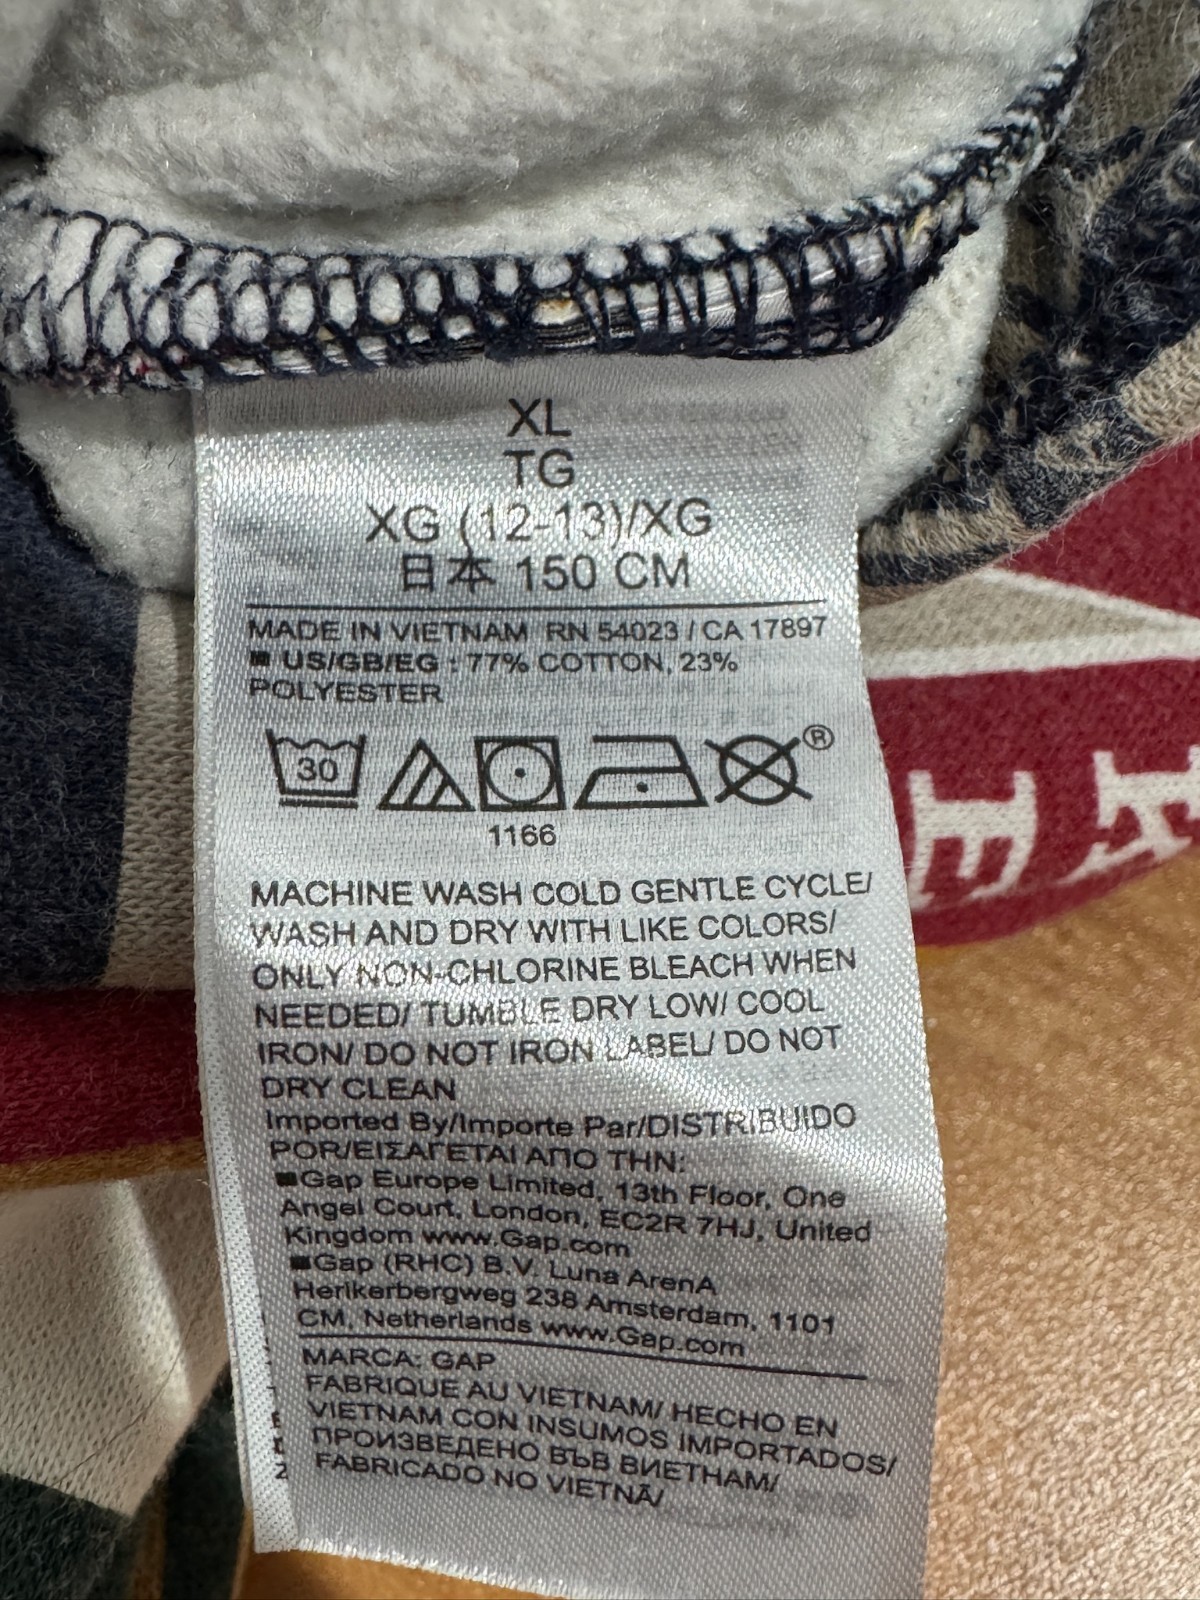 XL
TG
XG (12-13)/XG
日本 150 CM
MADE IN VIETNAM RN 54023 / CA 17897
■ US/GB/EG : 77% COTTON, 23%
POLYESTER
30
®
1166
MACHINE WASH COLD GENTLE CYCLE/
WASH AND DRY WITH LIKE COLORS/
ONLY NON-CHLORINE BLEACH WHEN
NEEDED/ TUMBLE DRY LOW/ COOL
IRON/ DO NOT IRON LABEL/ DO NOT
DRY CLEAN
Imported By/Importe Par/DISTRIBUIDO
POR/ΕΙΣΑΓΕΤΑΙ ΑΠΟ ΤΗΝ:
■Gap Europe Limited, 13th Floor, One
Angel Court, London, EC2R 7HJ, United
Kingdom www.Gap.com
■Gap (RHC) B.V. Luna ArenA
Herikerbergweg 238 Amsterdam, 1101
CM, Netherlands www.Gap.com
MARCA: GAP
FABRIQUE AU VIETNAM/ HECHO EN
VIETNAM CON INSUMOS IMPORTADOS/
ПРОИЗВЕДЕНО ВЪВ ВИЕТНАМ/
FABRICADO NO VIETNÃ/